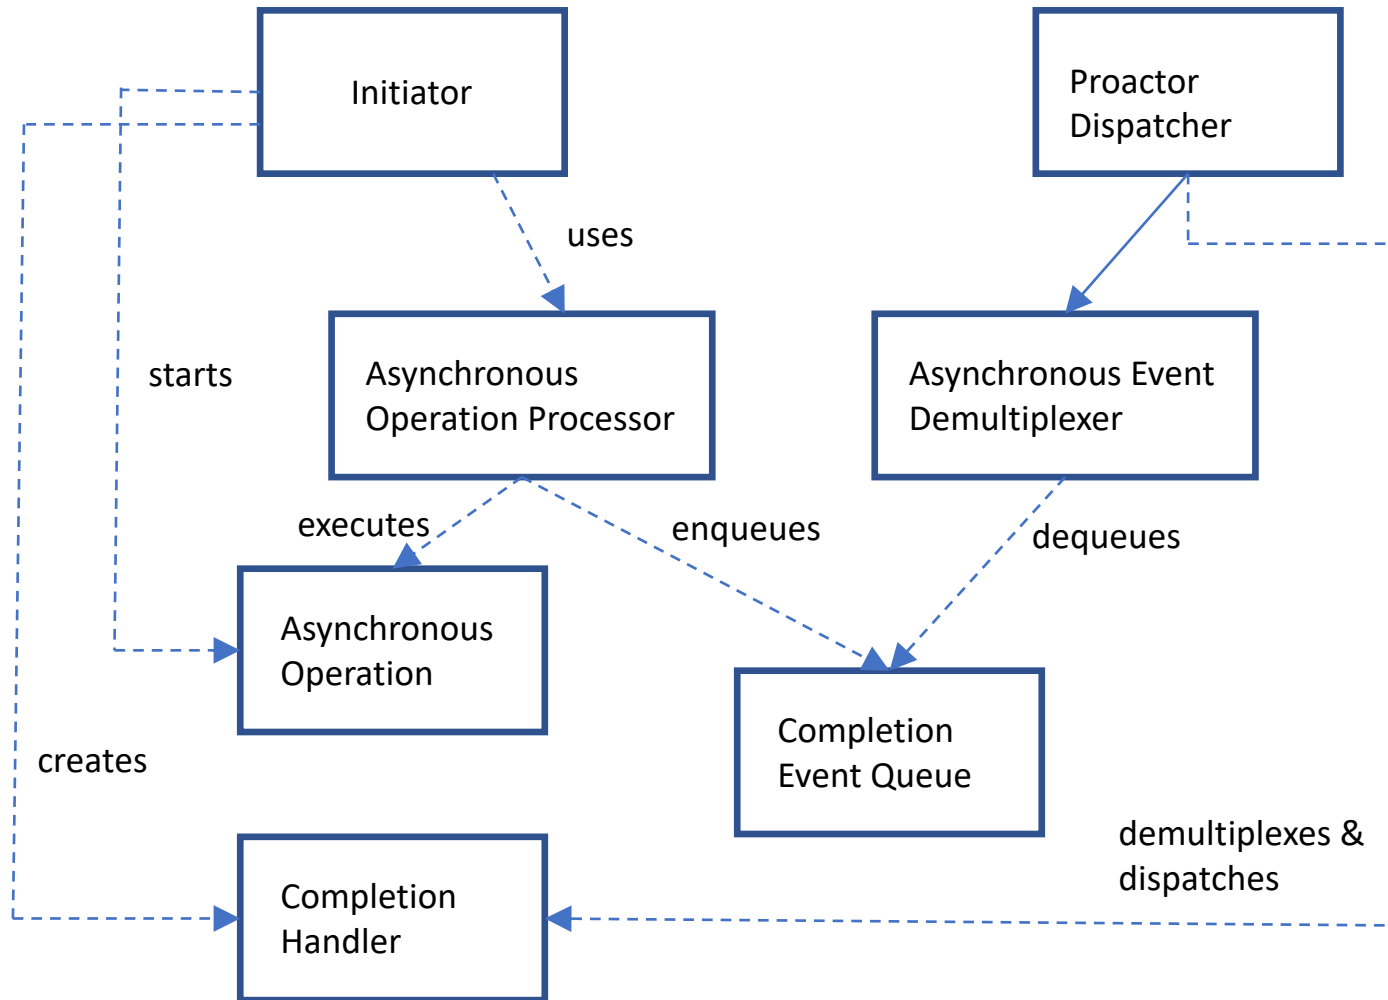 Initiator
Proactor
Dispatcher
uses
starts
Asynchronous
Operation Processor
Asynchronous Event
Demultiplexer
executes
enqueues
dequeues
Asynchronous
Operation
Completion
Event Queue
creates
demultiplexes &
dispatches
Completion
Handler